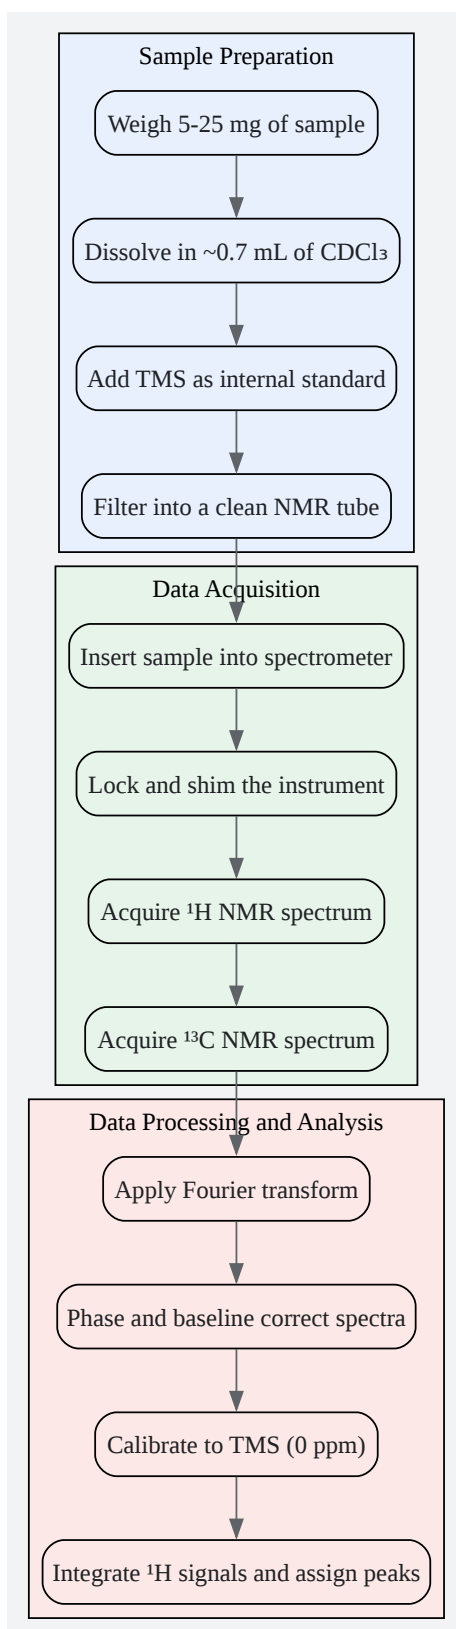 Sample Preparation
Weigh 5-25 mg of sample
Dissolve in ~0.7 mL of CDCl₃
Add TMS as internal standard
Filter into a clean NMR tube
Data Acquisition
Insert sample into spectrometer
Lock and shim the instrument
Acquire ¹H NMR spectrum
Acquire ¹³C NMR spectrum
Data Processing and Analysis
Apply Fourier transform
Phase and baseline correct spectra
Calibrate to TMS (0 ppm)
Integrate ¹H signals and assign peaks